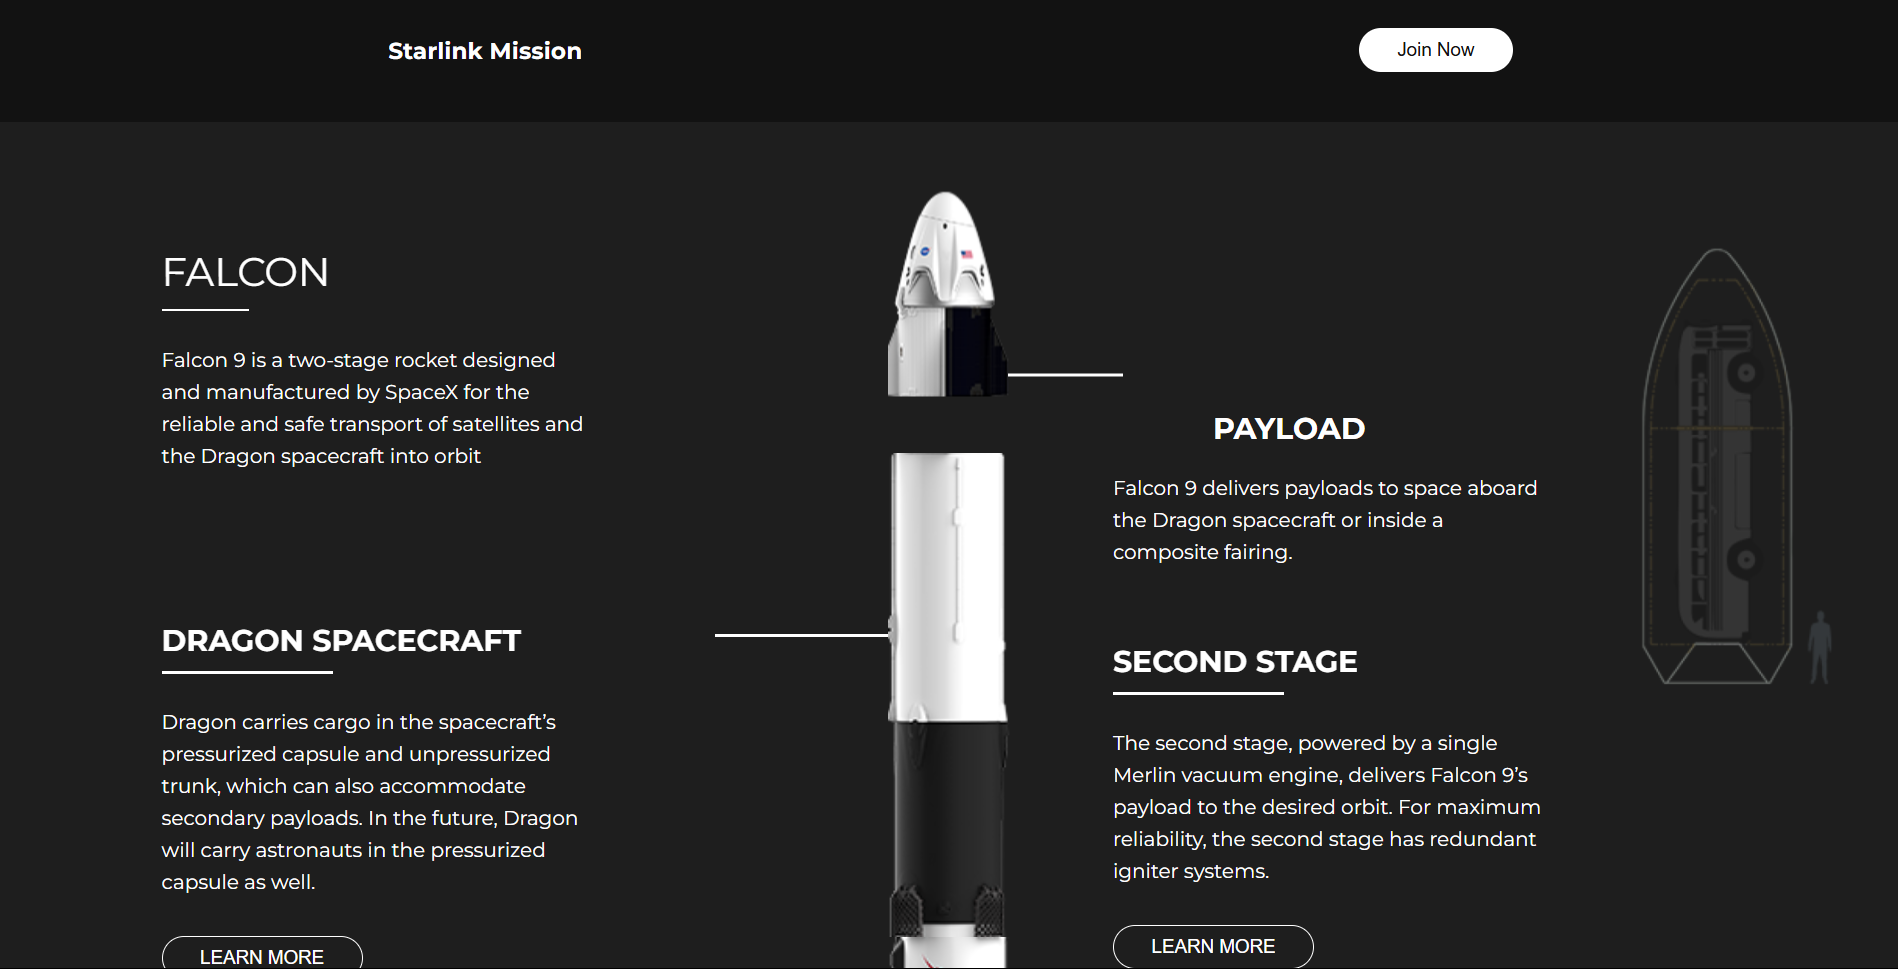 Starlink Mission
Join Now
FALCON
Falcon 9 is a two-stage rocket designed
and manufactured by SpaceX for the
reliable and safe transport of satellites and
the Dragon spacecraft into orbit
PAYLOAD
Falcon 9 delivers payloads to space aboard
the Dragon spacecraft or inside a
composite fairing.
DRAGON SPACECRAFT
Dragon carries cargo in the spacecraft’s
pressurized capsule and unpressurized
trunk, which can also accommodate
secondary payloads. In the future, Dragon
will carry astronauts in the pressurized
capsule as well.
LEARN MORE
SECOND STAGE
The second stage, powered by a single
Merlin vacuum engine, delivers Falcon 9’s
payload to the desired orbit. For maximum
reliability, the second stage has redundant
igniter systems.
LEARN MORE